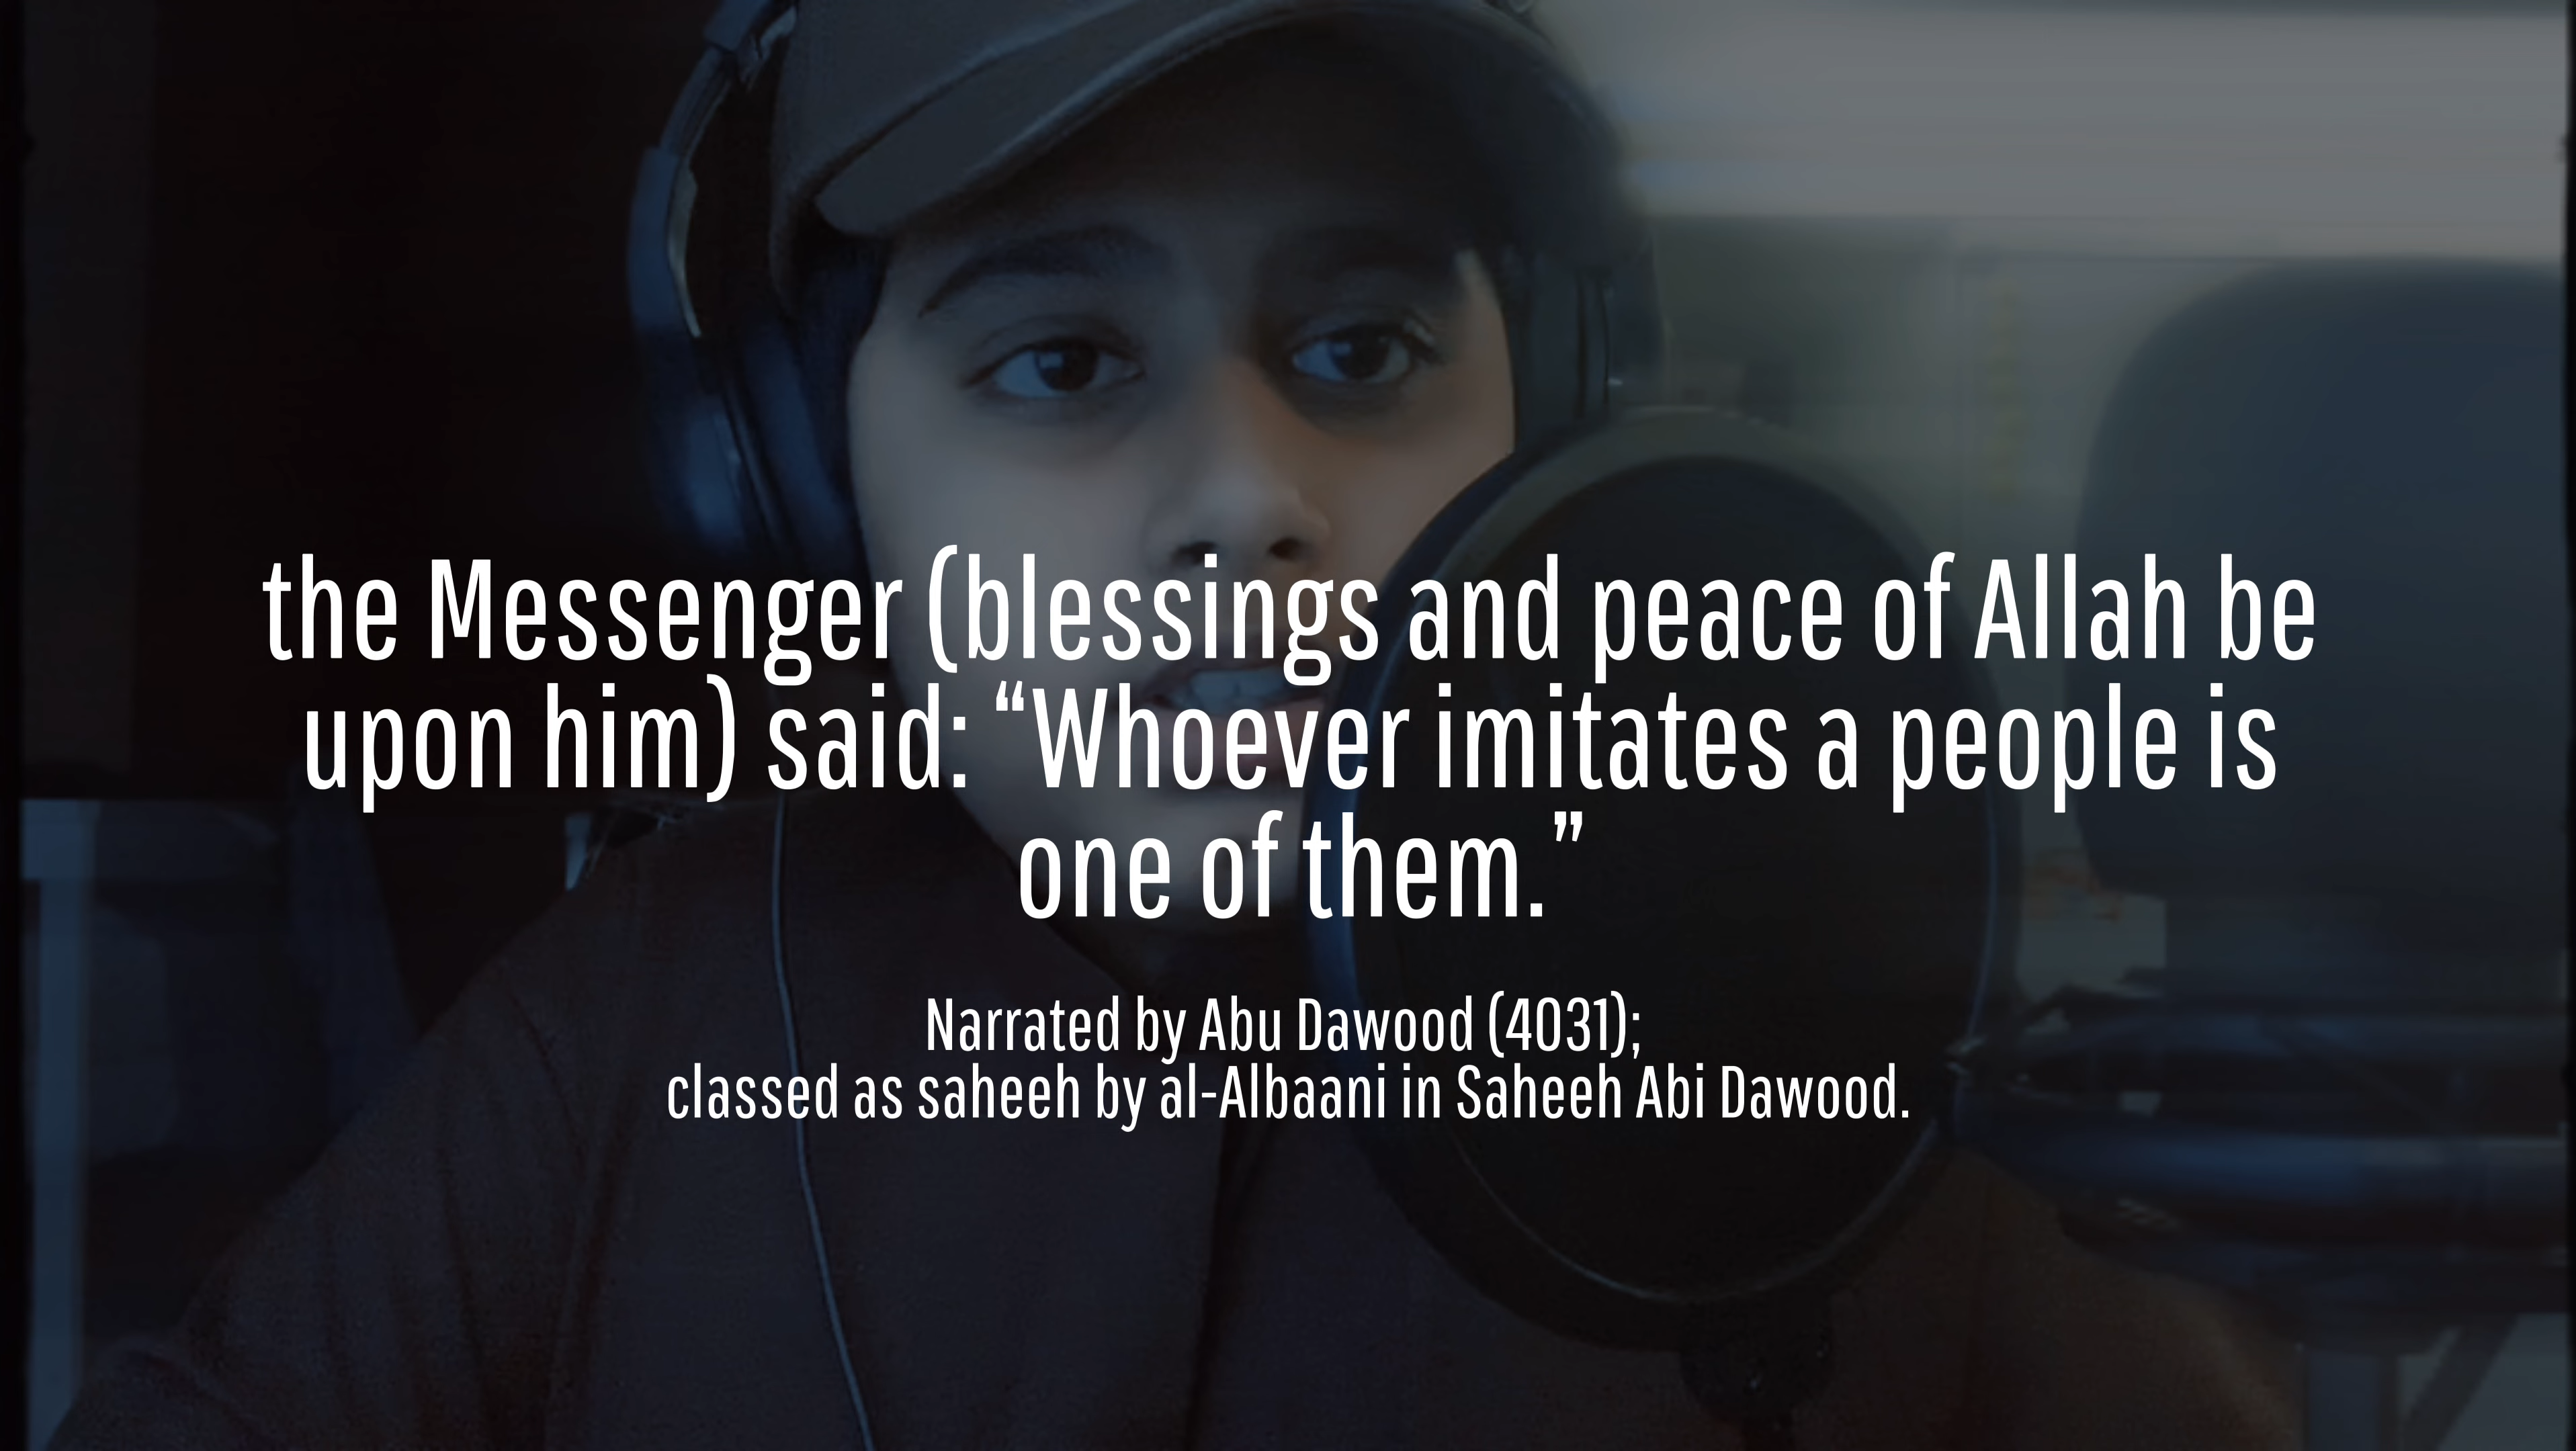 the Messenger (blessings and peace of Allah be
upon him) said: “Whoever imitates a people is
one of them.”
Narrated by Abu Dawood (4031);
classed as saheeh by al-Albaani in Saheeh Abi Dawood.